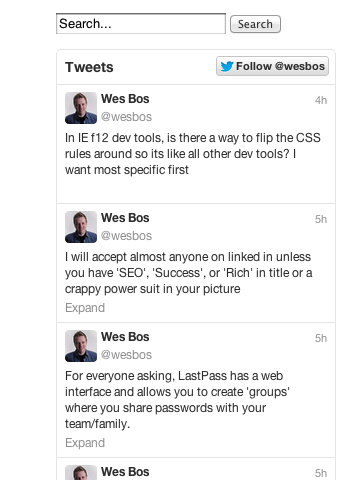 Search...
Search
Tweets
Follow @wesbos
Wes Bos
4h
@wesbos
In IE f12 dev tools, is there a way to flip the CSS
rules around so its like all other dev tools? I
want most specific first
Wes Bos
5h
@wesbos
I will accept almost anyone on linked in unless
you have 'SEO', 'Success', or 'Rich' in title or a
crappy power suit in your picture
Expand
Wes Bos
5h
@wesbos
For everyone asking, LastPass has a web
interface and allows you to create 'groups'
where you share passwords with your
team/family.
Expand
Wes Bos
5h